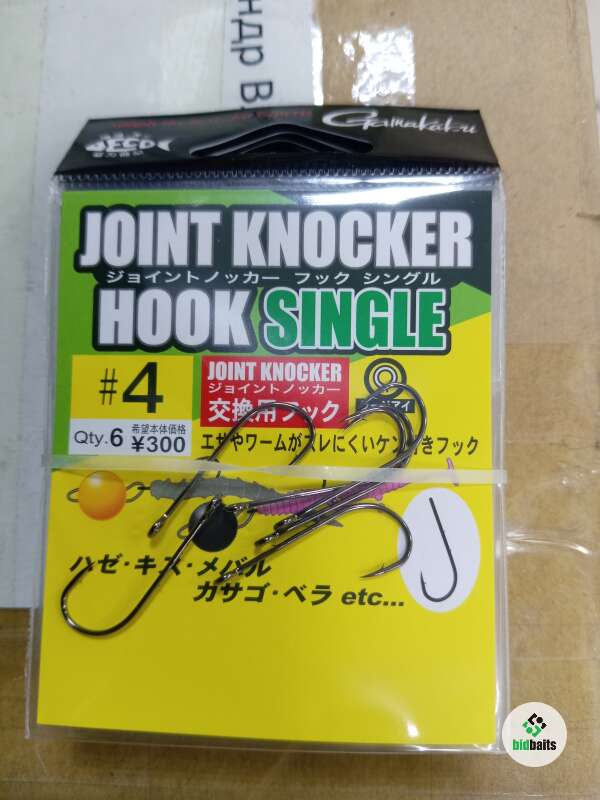 ндр В.
DECO
Gamakatsu
JOINT KNOCKER
ジョイントノッカー フック シングル
HOOK SINGLE
#4
Qty.6
希望本体価格
¥300
JOINT KNOCKER
ジョイントノッカー
交換用フック
エサやワームがズレにくいケン付きフック
ハゼ・キス・メバル
カサゴ・ベラ etc...
bidbaits